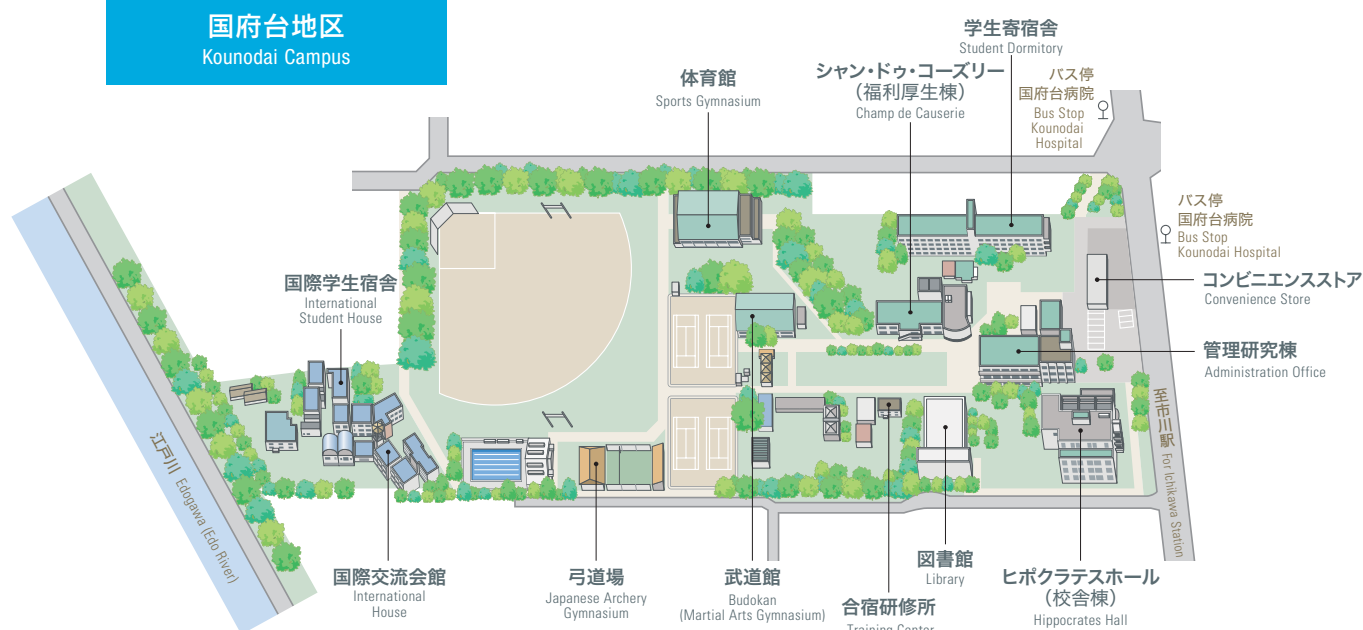 国府台地区
Kounodai Campus
学生寄宿舎
Student Dormitory
シャン・ドゥ・コーズリー
（福利厚生棟）
Champ de Causerie
体育館
Sports Gymnasium
バス停
国府台病院
Bus Stop
Kounodai
Hospital
バス停
国府台病院
Bus Stop
Kounodai Hospital
国際学生宿舎
International
Student House
コンビニエンスストア
Convenience Store
管理研究棟
Administration Office
至市川駅 For Ichikawa Station
江戸川 Edogawa (Edo River)
国際交流会館
International
House
弓道場
Japanese Archery
Gymnasium
武道館
Budokan
(Martial Arts Gymnasium)
合宿研修所
Training Center
図書館
Library
ヒポクラテスホール
（校舎棟）
Hippocrates Hall